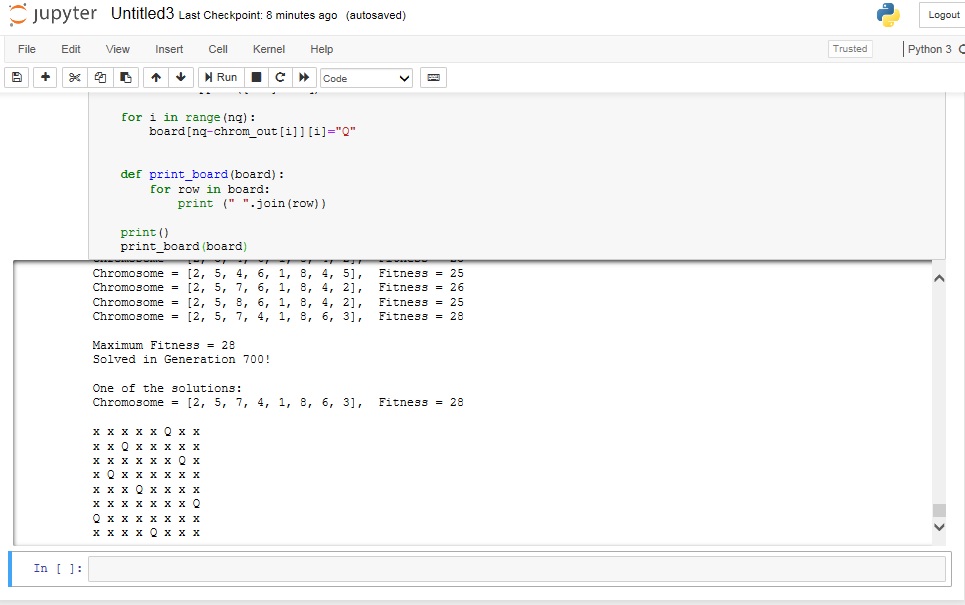 jupyter Untitled3 Last Checkpoint: 8 minutes ago (autosaved)
Logout
File Edit View Insert Cell Kernel Help
Trusted
Python 3
Run
Code
for i in range(nq):
board[nq-chrom_out[i]][i]="Q"
def print_board(board):
for row in board:
print (" ".join(row))
print()
print_board(board)
Chromosome = [2, 5, 4, 6, 1, 8, 4, 5], Fitness = 25
Chromosome = [2, 5, 7, 6, 1, 8, 4, 2], Fitness = 26
Chromosome = [2, 5, 8, 6, 1, 8, 4, 2], Fitness = 25
Chromosome = [2, 5, 7, 4, 1, 8, 6, 3], Fitness = 28
Maximum Fitness = 28
Solved in Generation 700!
One of the solutions:
Chromosome = [2, 5, 7, 4, 1, 8, 6, 3], Fitness = 28
x x x x x Q x x
x x Q x x x x x
x x x x x x Q x
x Q x x x x x x
x x x Q x x x x
x x x x x x x Q
Q x x x x x x x
x x x x Q x x x
In [ ]: